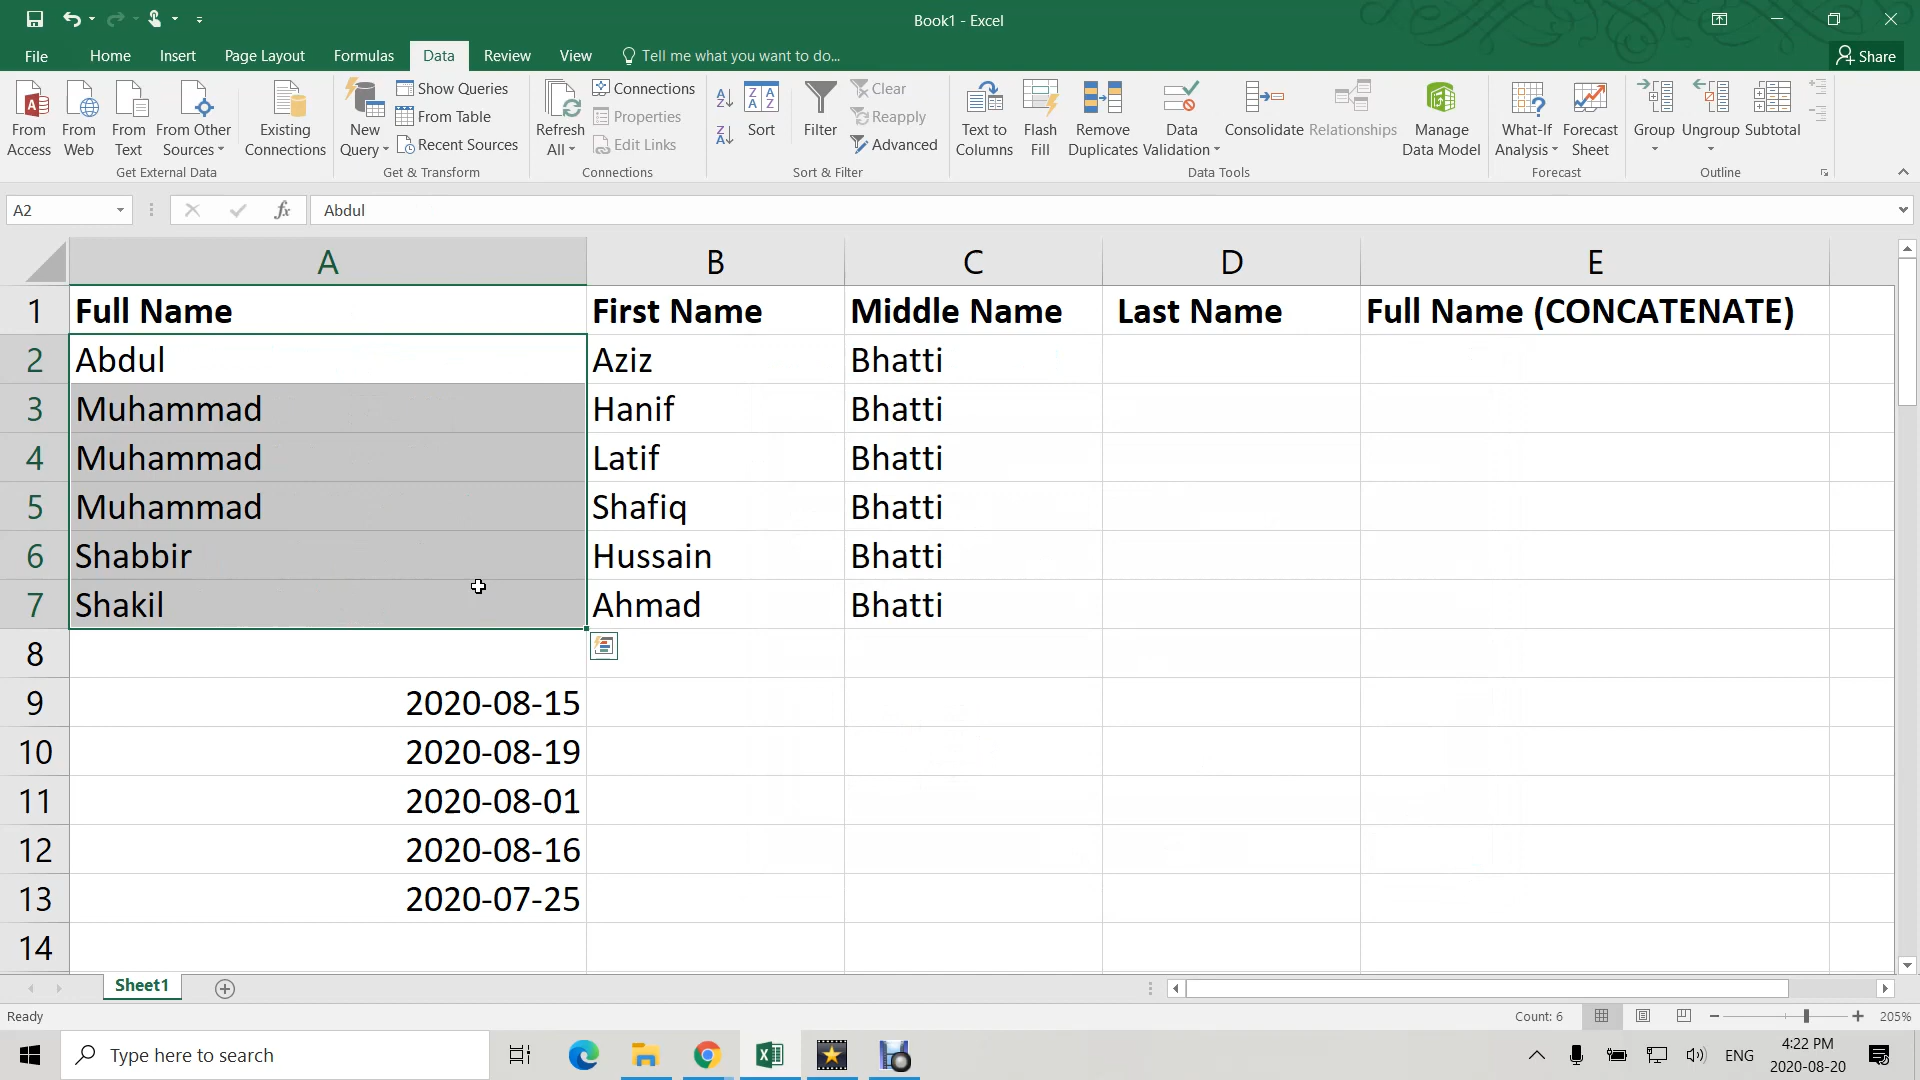 Book1 - Excel
File Home Insert Page Layout Formulas Data Review View Tell me what you want to do... Share
From Access
From Web
From Text
From Other Sources
Existing Connections
Get External Data
New Query
Show Queries
From Table
Recent Sources
Get & Transform
Refresh All
Connections
Properties
Edit Links
Connections
Sort
Filter
Clear
Reapply
Advanced
Sort & Filter
Text to Columns
Flash Fill
Remove Duplicates
Data Validation
Consolidate
Relationships
Manage Data Model
Data Tools
What-If Analysis
Forecast Sheet
Forecast
Group
Ungroup
Subtotal
Outline
A2 fx Abdul
A B C D E
1 Full Name First Name Middle Name Last Name Full Name (CONCATENATE)
2 Abdul Aziz Bhatti
3 Muhammad Hanif Bhatti
4 Muhammad Latif Bhatti
5 Muhammad Shafiq Bhatti
6 Shabbir Hussain Bhatti
7 Shakil Ahmad Bhatti
8
9 2020-08-15
10 2020-08-19
11 2020-08-01
12 2020-08-16
13 2020-07-25
14
Sheet1
Ready Count: 6 205%
Type here to search ENG 4:22 PM
2020-08-20